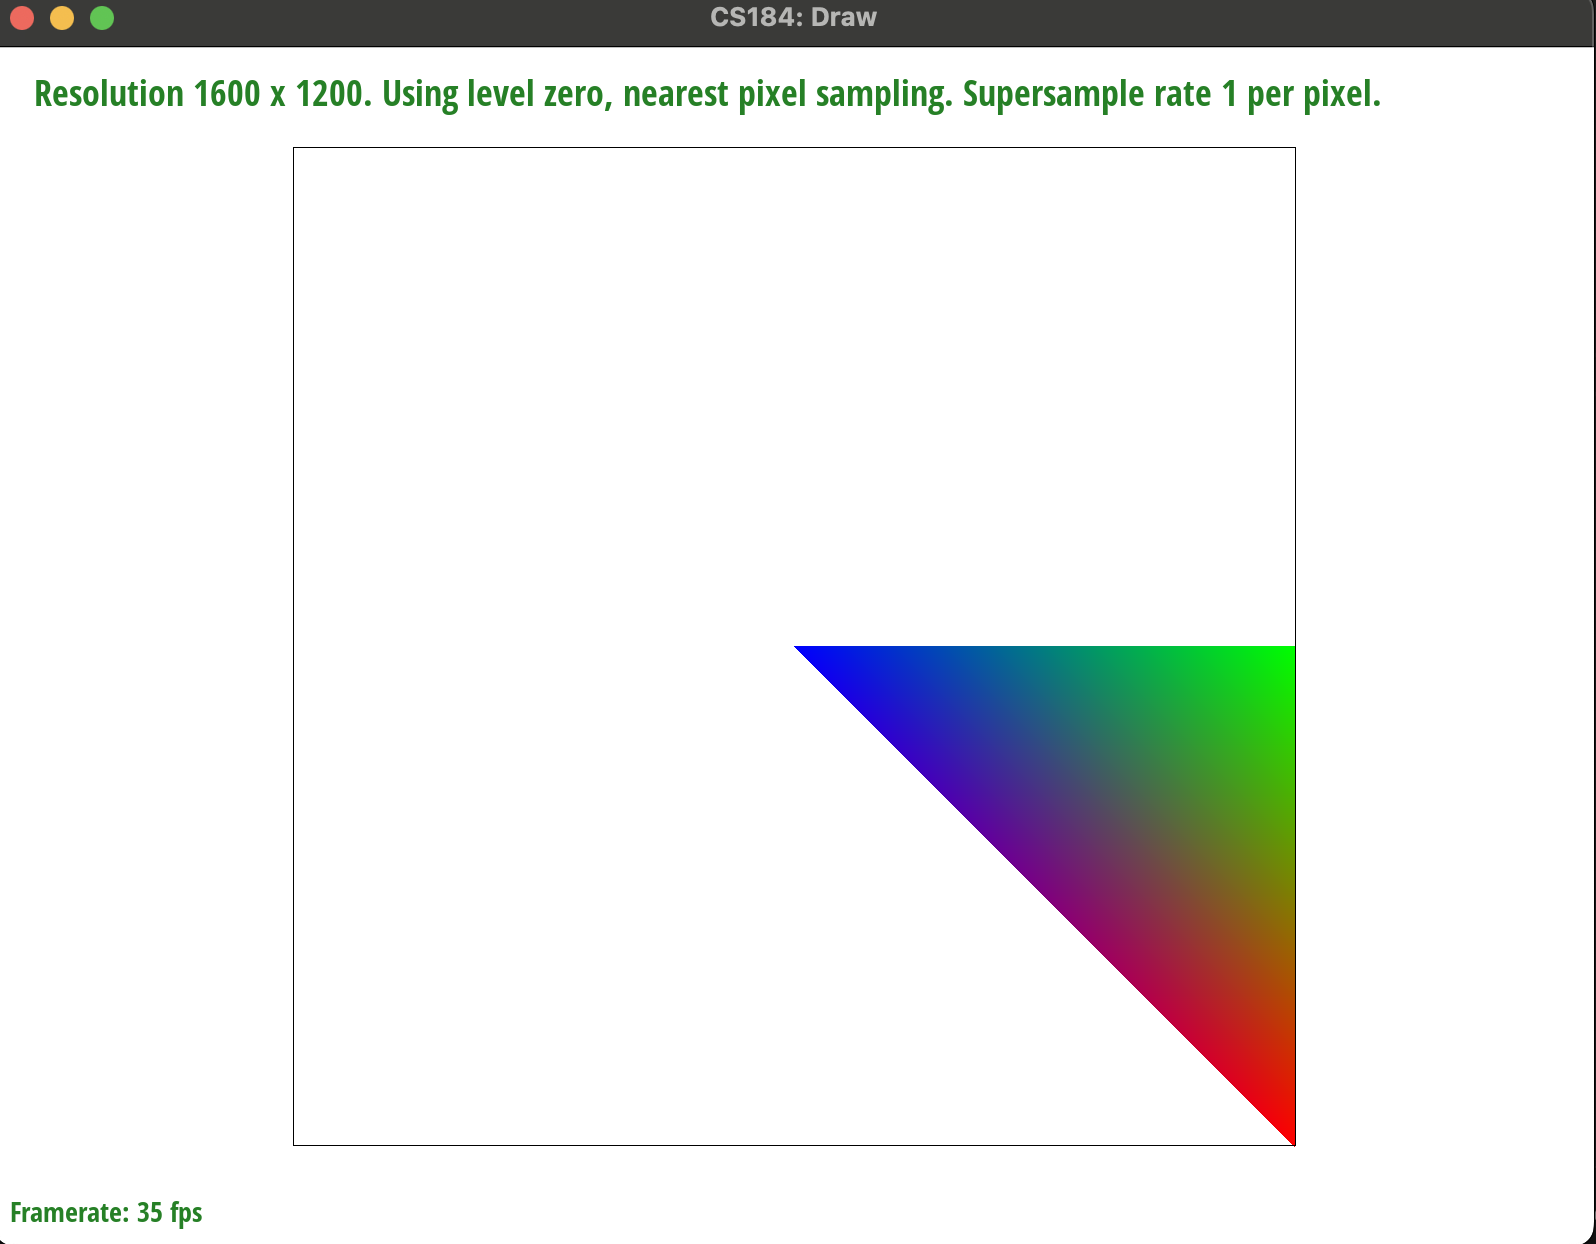 CS184: Draw
Resolution 1600 x 1200. Using level zero, nearest pixel sampling. Supersample rate 1 per pixel.
Framerate: 35 fps